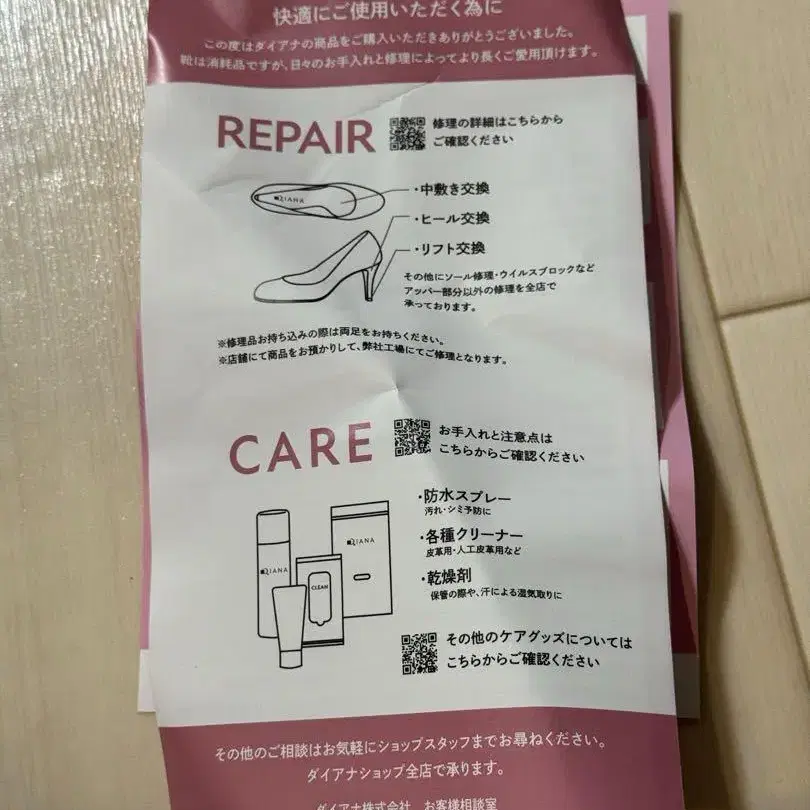 快適にご使用いただく為に
この度はダイアナの商品をご購入いただきありがとうございました。
靴は消耗品ですが、日々のお手入れと修理によってより長くご愛用頂けます。
REPAIR
修理の詳細はこちらから
ご確認ください
DIANA
・中敷き交換
・ヒール交換
・リフト交換
その他にソール修理・ウイルスブロックなど
アッパー部分以外の修理を全店で
承っております。
※修理品お持ち込みの際は両足をお持ちください。
※店舗にて商品をお預かりして、弊社工場にてご修理となります。
CARE
お手入れと注意点は
こちらからご確認ください
・防水スプレー
汚れ・シミ予防に
・各種クリーナー
皮革用・人工皮革用など
・乾燥剤
保管の際や、汗による湿気取りに
DIANA
DIANA
CLEAN
その他のケアグッズについては
こちらからご確認ください
その他のご相談はお気軽にショップスタッフまでお尋ねください。
ダイアナショップ全店で承ります。
ダイアナ株式会社 お客様相談室